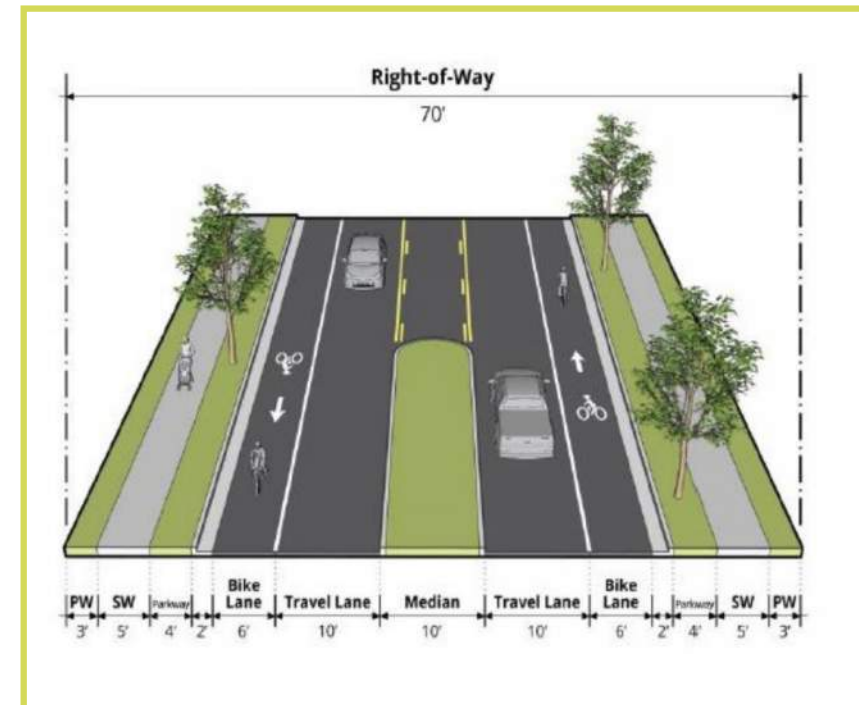 Right-of-Way
70'
Bike Bike
PW SW Parkway Lane Travel Lane Median Travel Lane Lane Parkway SW PW
3' 5' 4' 2' 6' 10' 10' 10' 6' 2' 4' 5' 3'